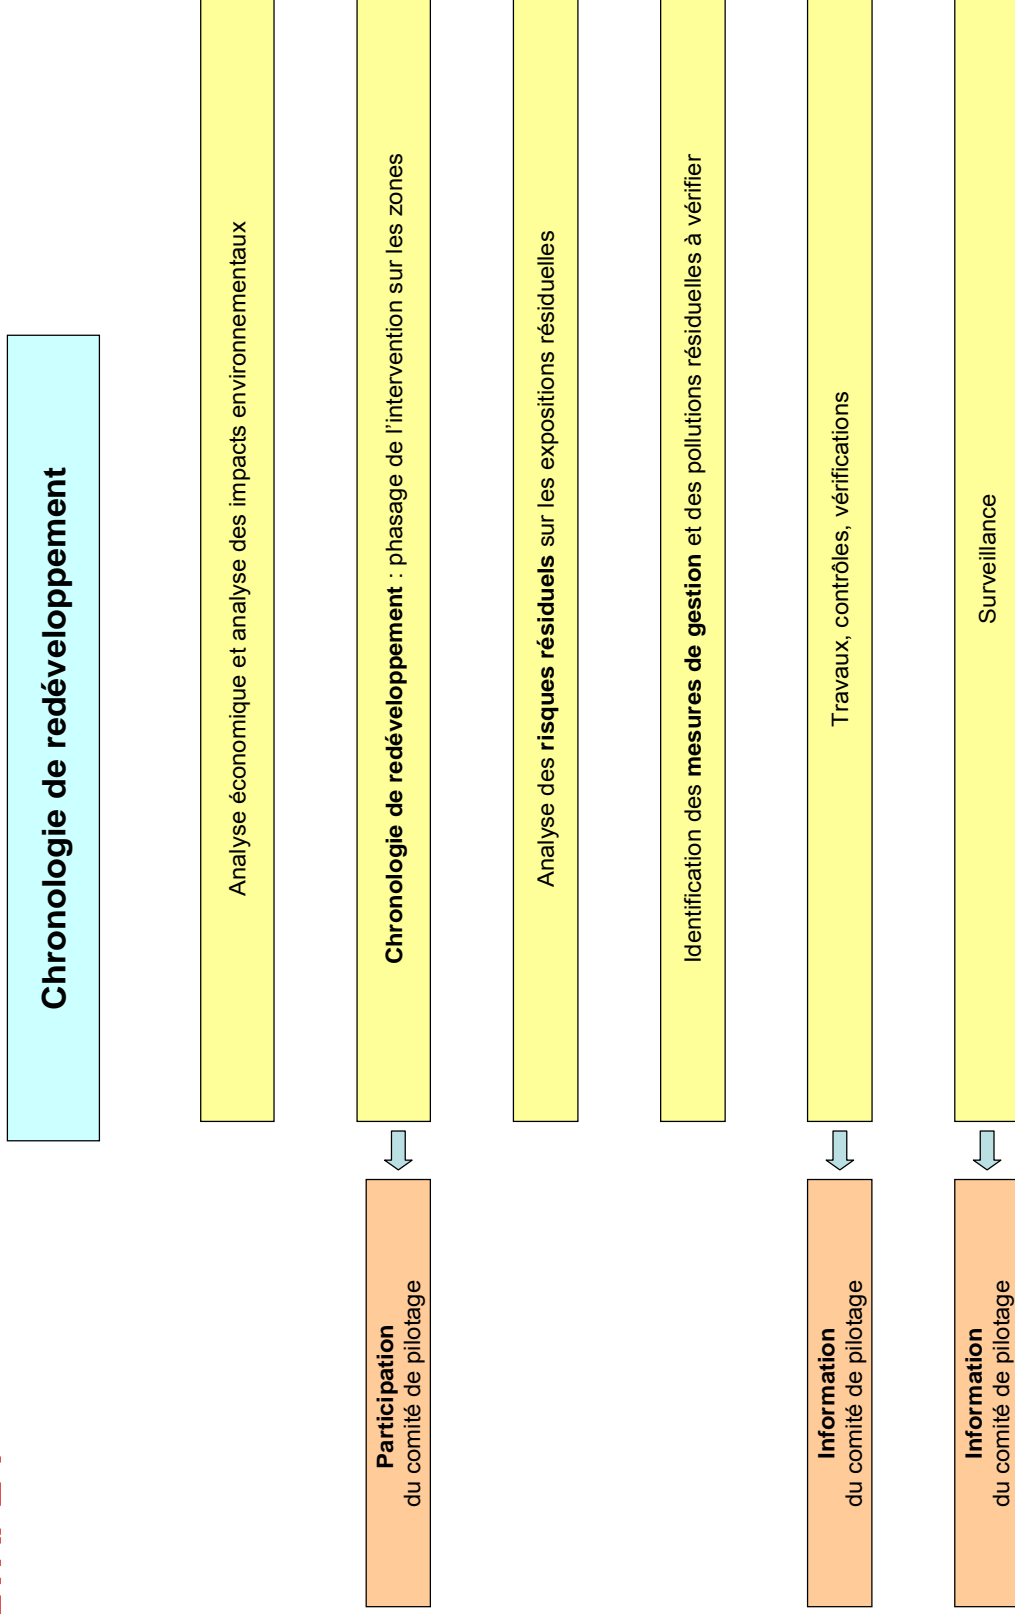 Chronologie de redéveloppement
Analyse économique et analyse des impacts environnementaux
Chronologie de redéveloppement : phasage de l'intervention sur les zones
Participation
du comité de pilotage
Analyse des risques résiduels sur les expositions résiduelles
Identification des mesures de gestion et des pollutions résiduelles à vérifier
Travaux, contrôles, vérifications
Information
du comité de pilotage
Surveillance
Information
du comité de pilotage